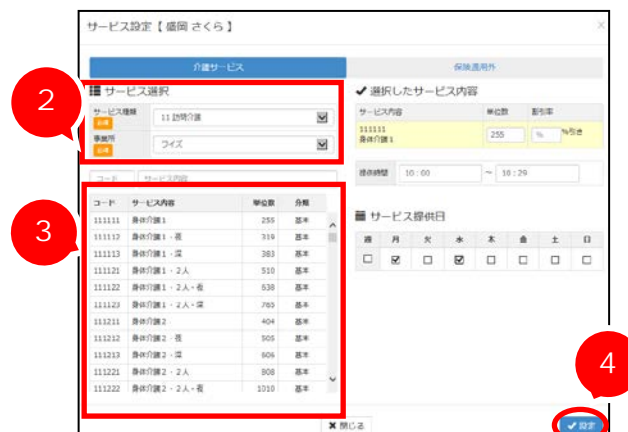 サービス設定【 盛岡 さくら 】
×
介護サービス
保険適用外
2
サービス選択
サービス種類
必須
11 訪問介護
事業所
必須
ワイズ
コード
サービス内容
3
コード サービス内容 単位数 分類
111111 身体介護1 255 基本
111112 身体介護1・夜 319 基本
111113 身体介護1・深 383 基本
111121 身体介護1・2人 510 基本
111122 身体介護1・2人・夜 638 基本
111123 身体介護1・2人・深 765 基本
111211 身体介護2 404 基本
111212 身体介護2・夜 505 基本
111213 身体介護2・深 606 基本
111221 身体介護2・2人 808 基本
111222 身体介護2・2人・夜 1010 基本
選択したサービス内容
サービス内容 単位数 割引率
111111
身体介護1
255
%
%引き
提供時間 10:00 ~ 10:29
サービス提供日
週 月 火 水 木 金 土 日
4
閉じる
設定